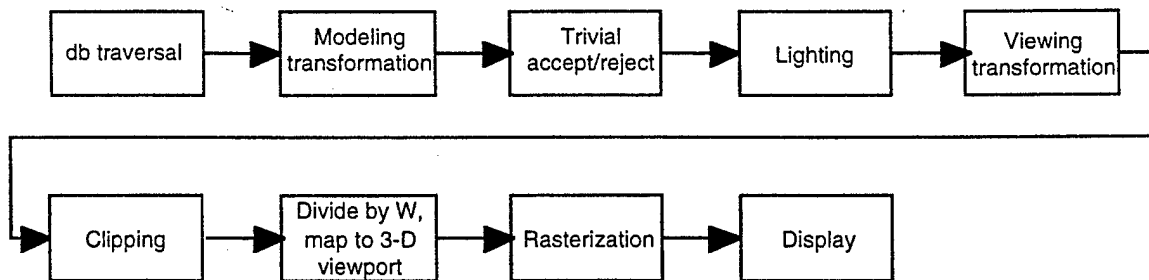 db traversal
Modeling
transformation
Trivial
accept/reject
Lighting
Viewing
transformation
Clipping
Divide by W,
map to 3-D
viewport
Rasterization
Display